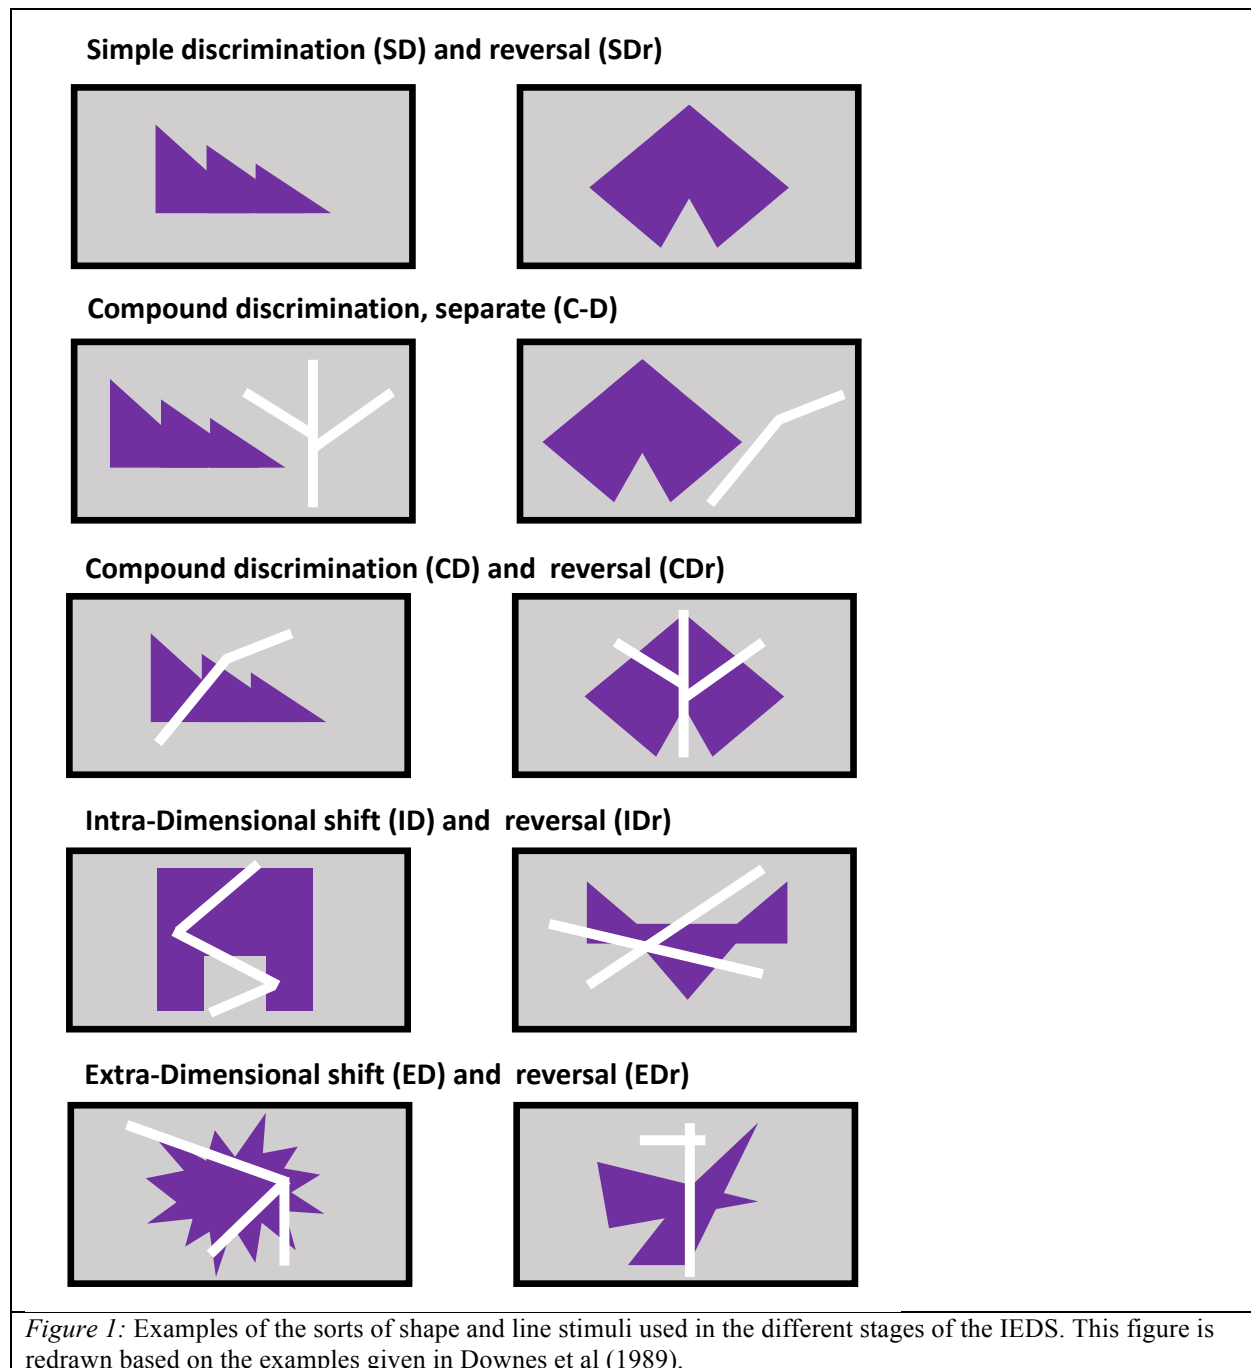 Simple discrimination (SD) and reversal (SDr)
Compound discrimination, separate (C-D)
Compound discrimination (CD) and  reversal (CDr)
Intra-Dimensional shift (ID) and  reversal (IDr)
Extra-Dimensional shift (ED) and  reversal (EDr)
Figure 1: Examples of the sorts of shape and line stimuli used in the different stages of the IEDS. This figure is
redrawn based on the examples given in Downes et al (1989).